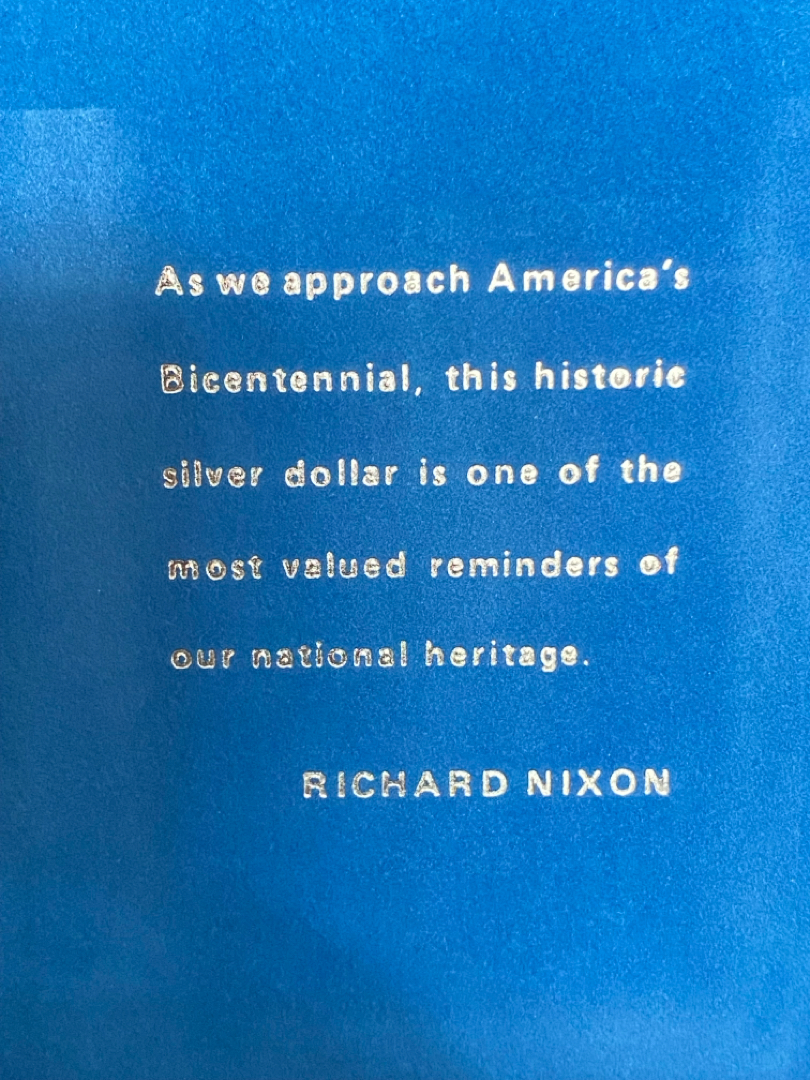 As we approach America's
Bicentennial, this historic
silver dollar is one of the
most valued reminders of
our national heritage.
RICHARD NIXON